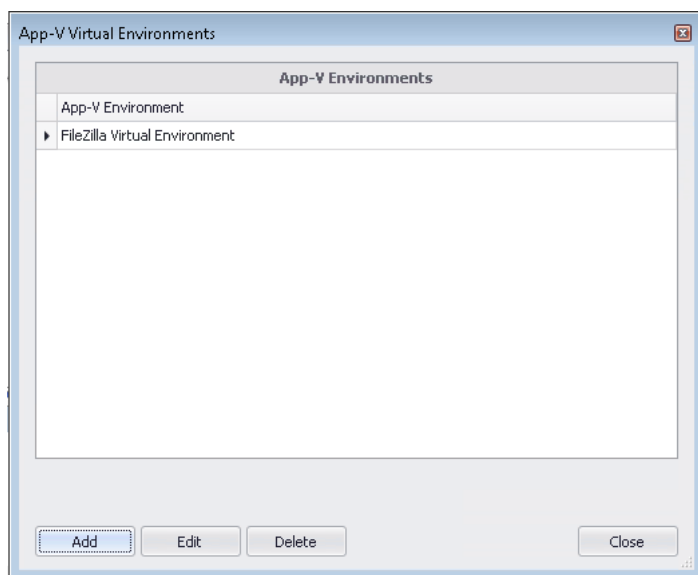 App-V Virtual Environments
App-V Environments
App-V Environment
FileZilla Virtual Environment
Add Edit Delete Close